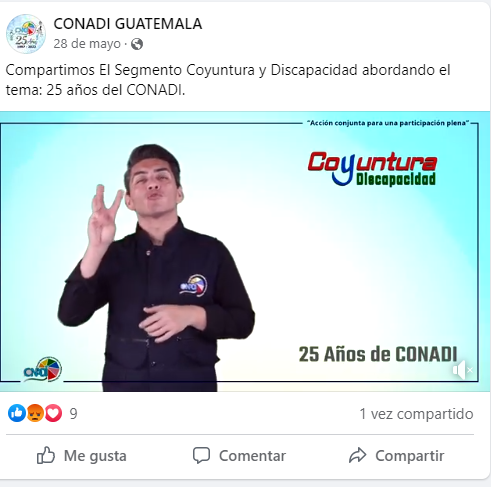 CONADI GUATEMALA
28 de mayo ·
Compartimos El Segmento Coyuntura y Discapacidad abordando el
tema: 25 años del CONADI.
"Acción conjunta para una participación plena"
Coyuntura
Discapacidad
25 Años de CONADI
9
1 vez compartido
Me gusta
Comentar
Compartir